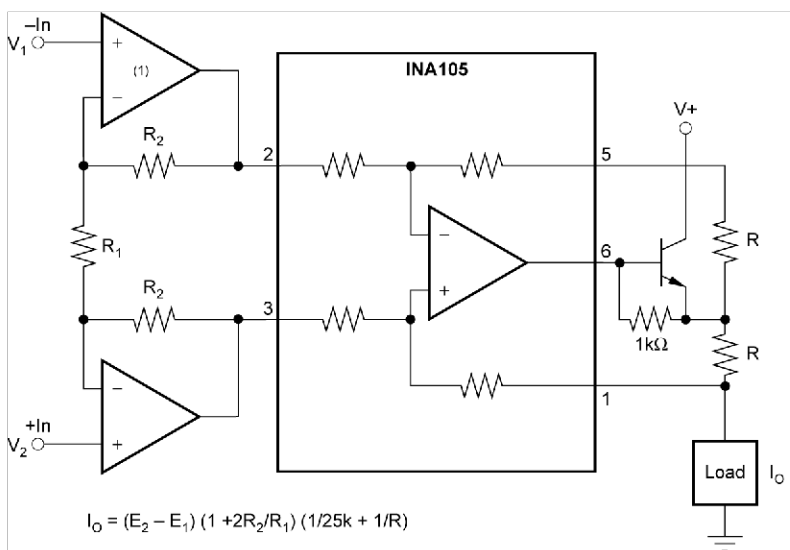 –In
V1
+
(1)
–
R2
INA105
V+
2
5
R1
–
6
R
+
R2
3
1kΩ
R
–
1
+In
V2
+
Load
IO
IO = (E2 – E1) (1 +2R2/R1) (1/25k + 1/R)